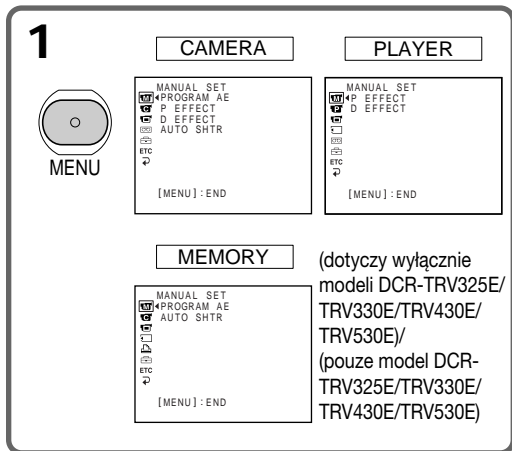 1
CAMERA
PLAYER
MENU
MANUAL SET
PROGRAM AE
P EFFECT
D EFFECT
AUTO SHTR
ETC
[MENU] : END
MANUAL SET
P EFFECT
D EFFECT
ETC
[MENU] : END
MEMORY
MANUAL SET
PROGRAM AE
AUTO SHTR
ETC
[MENU] : END
(dotyczy wyłącznie
modeli DCR-TRV325E/
TRV330E/TRV430E/
TRV530E)/
(pouze model DCR-
TRV325E/TRV330E/
TRV430E/TRV530E)